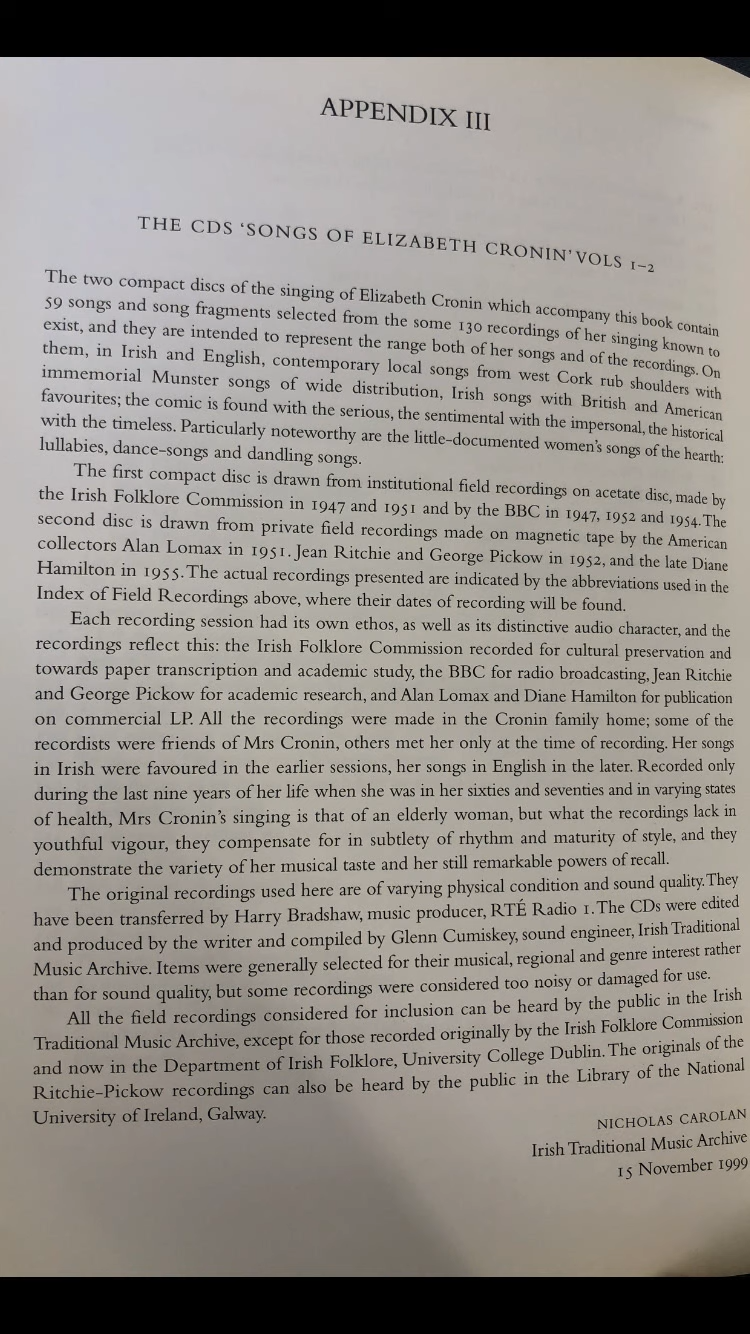 APPENDIX III
THE CDS ‘SONGS OF ELIZABETH CRONIN’ VOLS 1–2
The two compact discs of the singing of Elizabeth Cronin which accompany this book contain
59 songs and song fragments selected from the some 130 recordings of her singing known to
exist, and they are intended to represent the range both of her songs and of the recordings. On
them, in Irish and English, contemporary local songs from west Cork rub shoulders with
immemorial Munster songs of wide distribution, Irish songs with British and American
favourites; the comic is found with the serious, the sentimental with the impersonal, the historical
with the timeless. Particularly noteworthy are the little-documented women’s songs of the hearth:
lullabies, dance-songs and dandling songs.
The first compact disc is drawn from institutional field recordings on acetate disc, made by
the Irish Folklore Commission in 1947 and 1951 and by the BBC in 1947, 1952 and 1954. The
second disc is drawn from private field recordings made on magnetic tape by the American
collectors Alan Lomax in 1951. Jean Ritchie and George Pickow in 1952, and the late Diane
Hamilton in 1955. The actual recordings presented are indicated by the abbreviations used in the
Index of Field Recordings above, where their dates of recording will be found.
Each recording session had its own ethos, as well as its distinctive audio character, and the
recordings reflect this: the Irish Folklore Commission recorded for cultural preservation and
towards paper transcription and academic study, the BBC for radio broadcasting, Jean Ritchie
and George Pickow for academic research, and Alan Lomax and Diane Hamilton for publication
on commercial LP. All the recordings were made in the Cronin family home; some of the
recordists were friends of Mrs Cronin, others met her only at the time of recording. Her songs
in Irish were favoured in the earlier sessions, her songs in English in the later. Recorded only
during the last nine years of her life when she was in her sixties and seventies and in varying states
of health, Mrs Cronin’s singing is that of an elderly woman, but what the recordings lack in
youthful vigour, they compensate for in subtlety of rhythm and maturity of style, and they
demonstrate the variety of her musical taste and her still remarkable powers of recall.
The original recordings used here are of varying physical condition and sound quality. They
have been transferred by Harry Bradshaw, music producer, RTÉ Radio 1. The CDs were edited
and produced by the writer and compiled by Glenn Cumiskey, sound engineer, Irish Traditional
Music Archive. Items were generally selected for their musical, regional and genre interest rather
than for sound quality, but some recordings were considered too noisy or damaged for use.
All the field recordings considered for inclusion can be heard by the public in the Irish
Traditional Music Archive, except for those recorded originally by the Irish Folklore Commission
and now in the Department of Irish Folklore, University College Dublin. The originals of the
Ritchie–Pickow recordings can also be heard by the public in the Library of the National
University of Ireland, Galway.
NICHOLAS CAROLAN
Irish Traditional Music Archive
15 November 1999